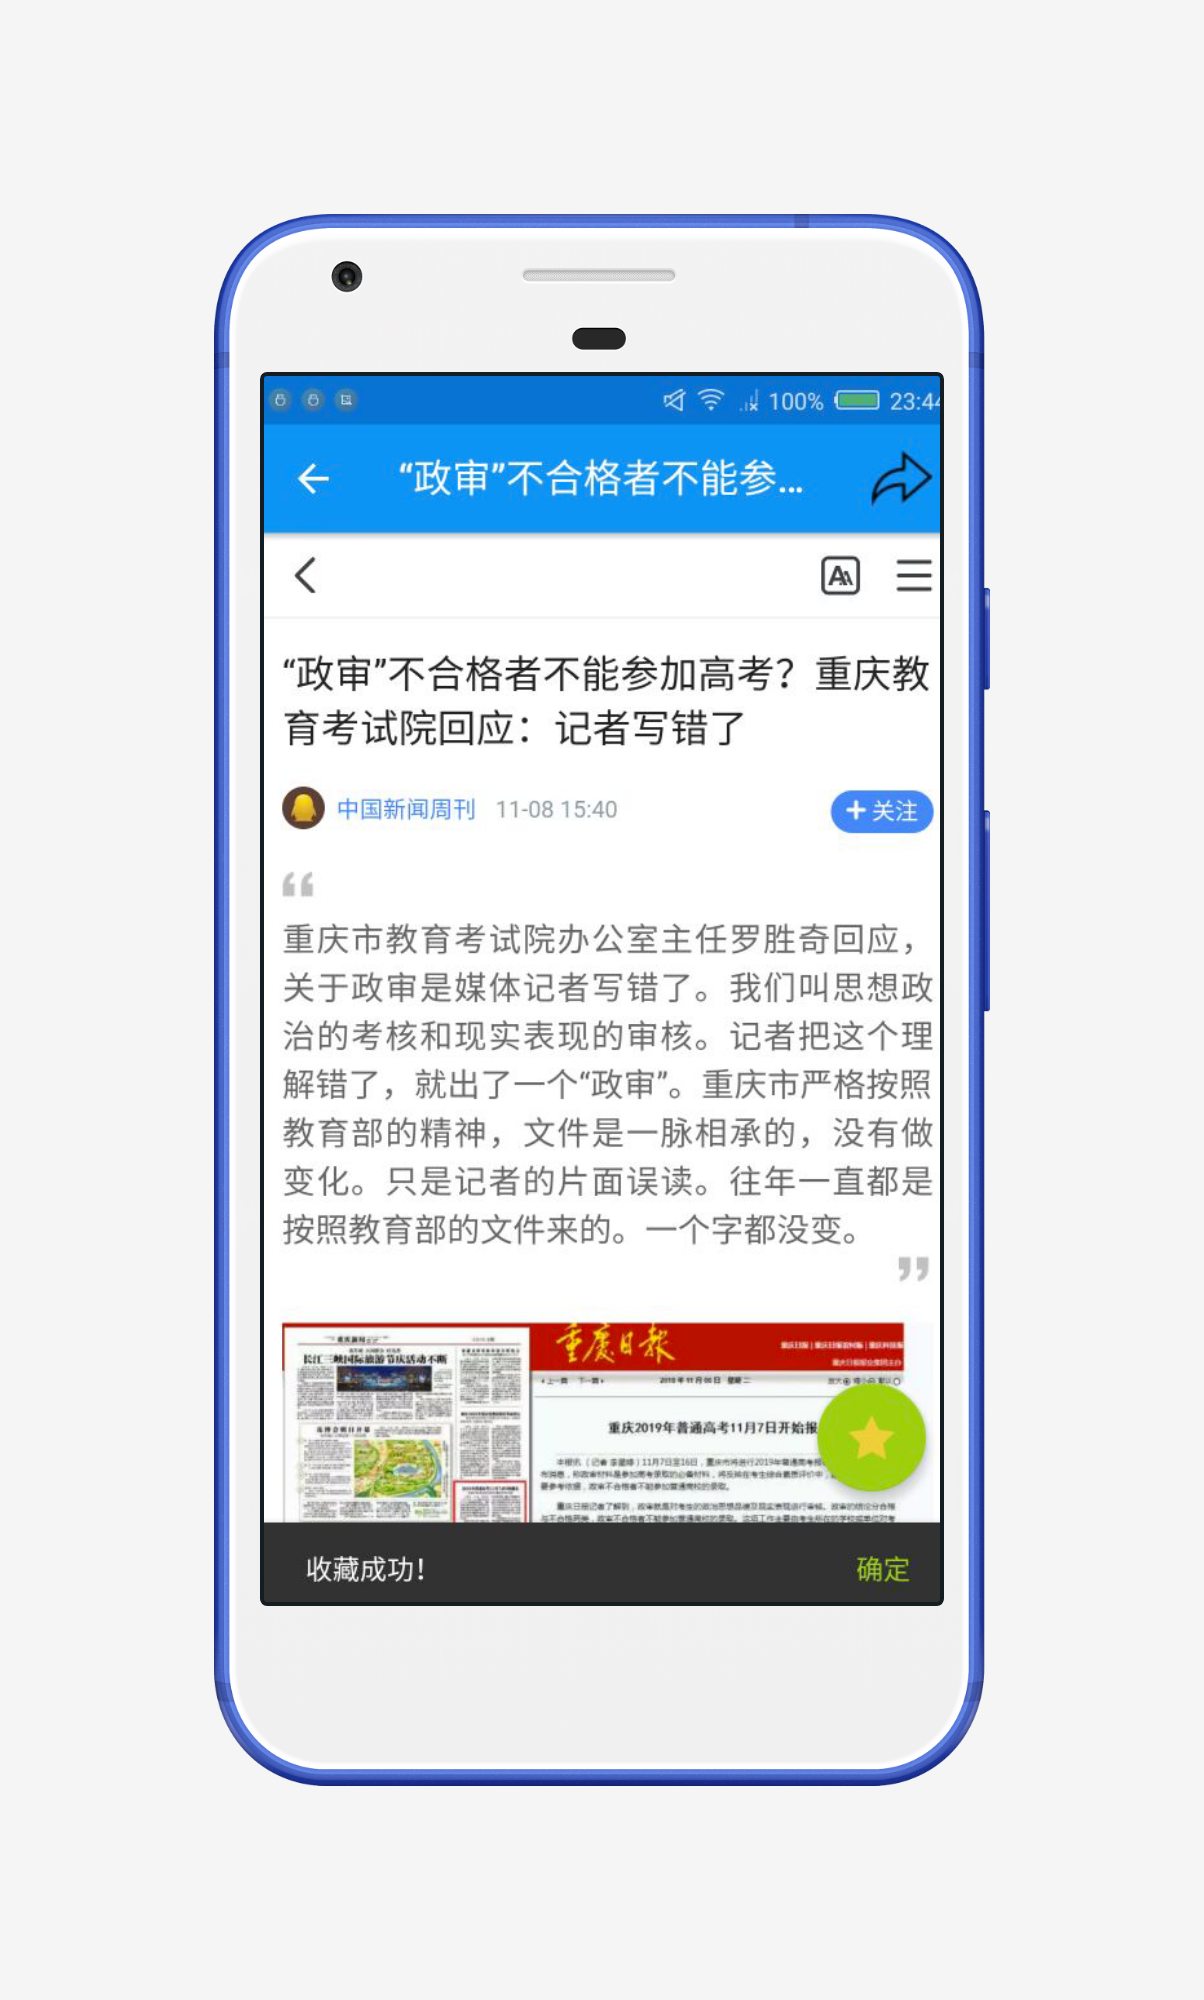 100% 23:44
“政审”不合格者不能参...
“政审”不合格者不能参加高考？重庆教
育考试院回应：记者写错了
中国新闻周刊 11-08 15:40
关注
重庆市教育考试院办公室主任罗胜奇回应，
关于政审是媒体记者写错了。我们叫思想政
治的考核和现实表现的审核。记者把这个理
解错了，就出了一个“政审”。重庆市严格按照
教育部的精神，文件是一脉相承的，没有做
变化。只是记者的片面误读。往年一直都是
按照教育部的文件来的。一个字都没变。
重庆日报
长江三峡国际旅游节庆活动不断
重庆2019年普通高考11月7日开始报
收藏成功！
确定